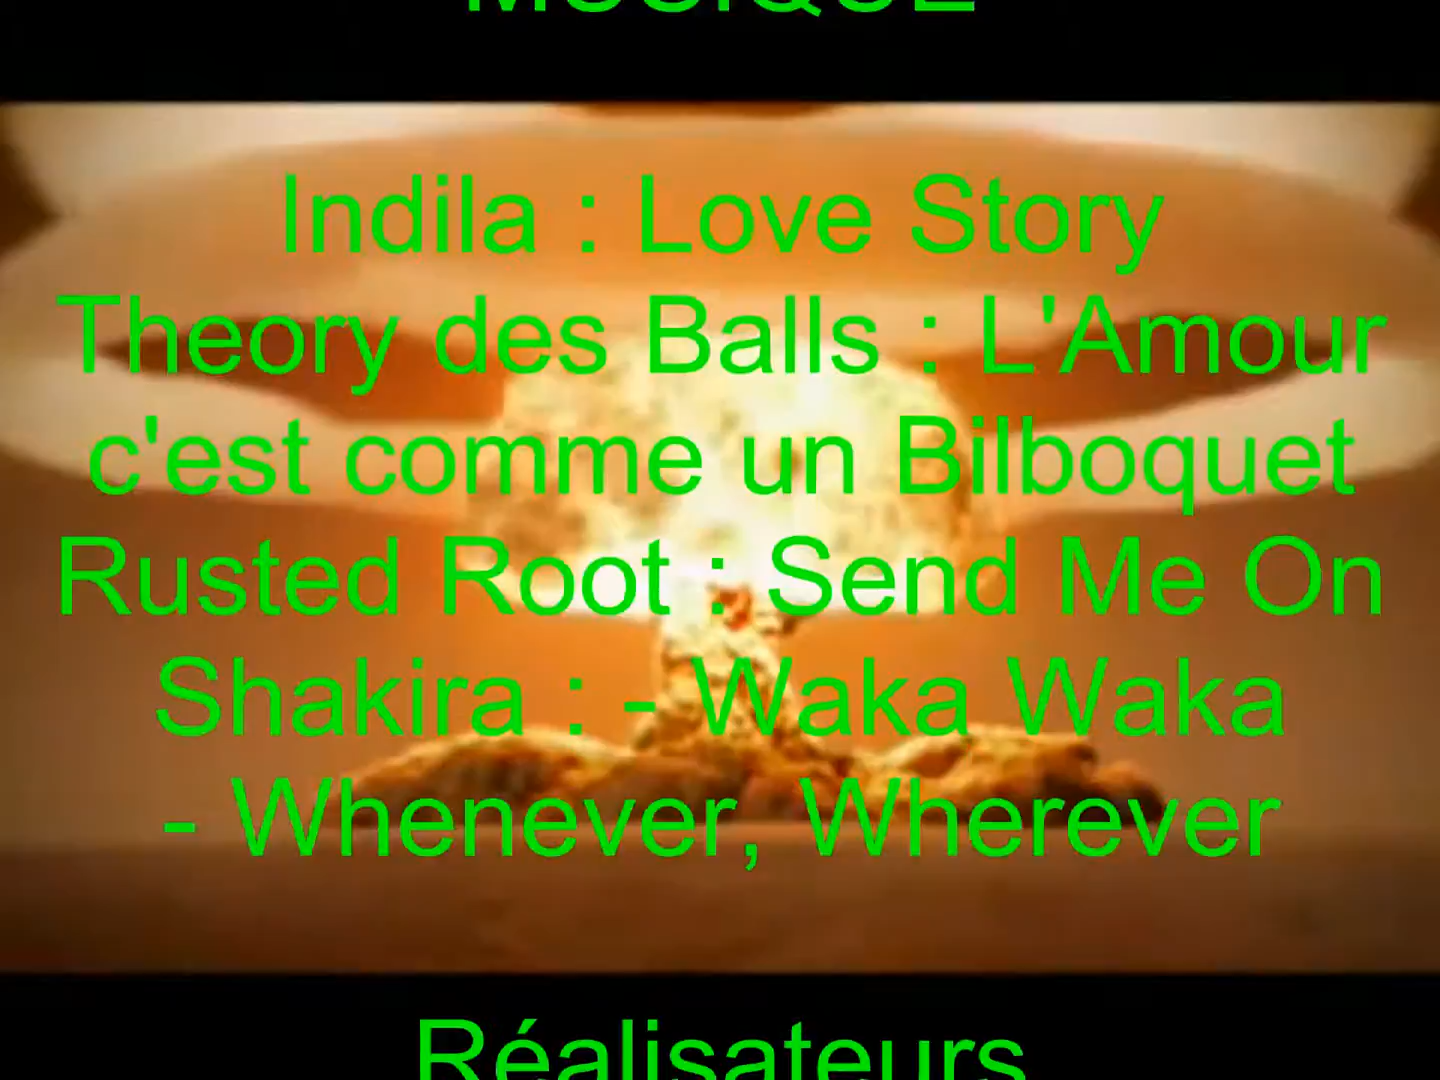 MUSIQUE
Indila : Love Story
Theory des Balls : L'Amour
c'est comme un Bilboquet
Rusted Root : Send Me On
Shakira : - Waka Waka
- Whenever, Wherever
Réalisateurs